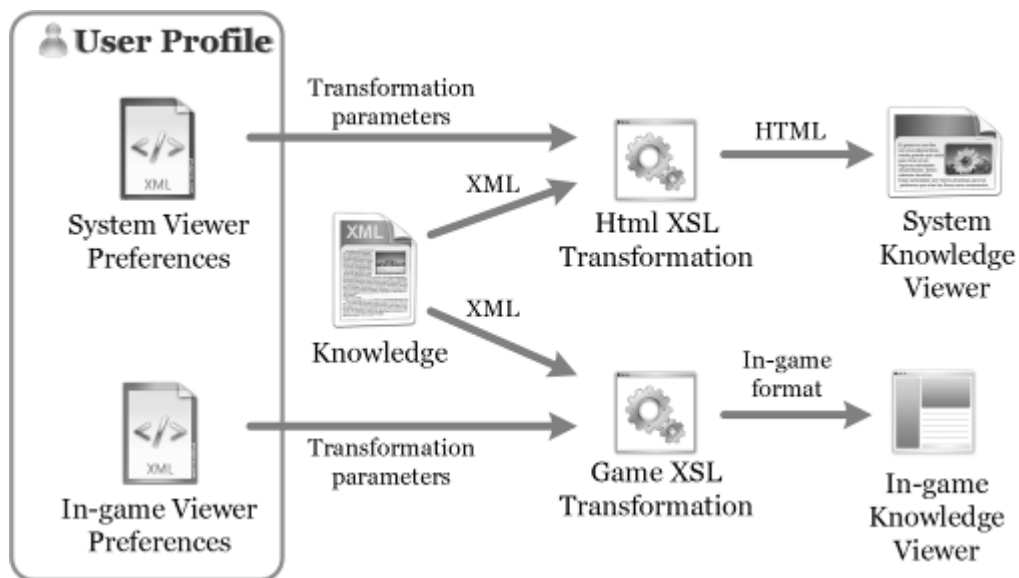 User Profile
Transformation
parameters
HTML
</>
XML
XML
System Viewer
Preferences
XML
Html XSL
Transformation
System
Knowledge
Viewer
Knowledge
XML
In-game
format
</>
XML
Transformation
parameters
In-game Viewer
Preferences
Game XSL
Transformation
In-game
Knowledge
Viewer